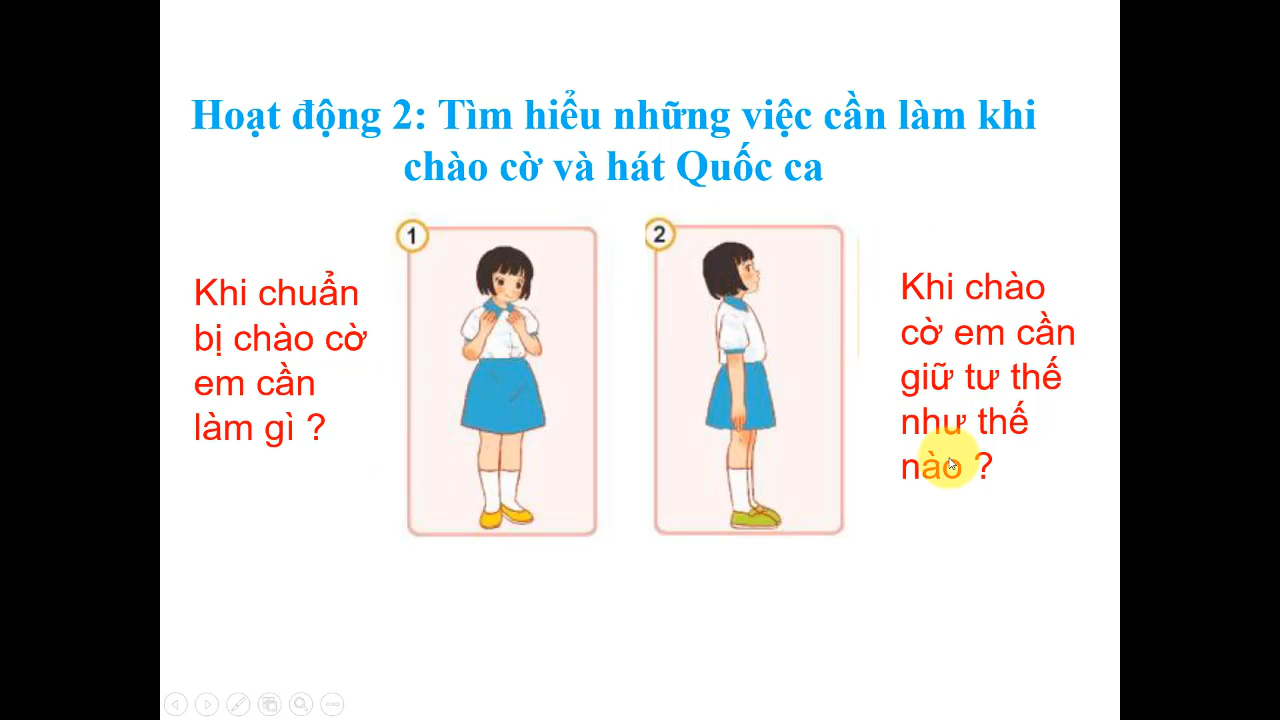 Hoạt động 2: Tìm hiểu những việc cần làm khi
chào cờ và hát Quốc ca
1
2
Khi chuẩn
bị chào cờ
em cần
làm gì ?
Khi chào
cờ em cần
giữ tư thế
như thế
nào ?